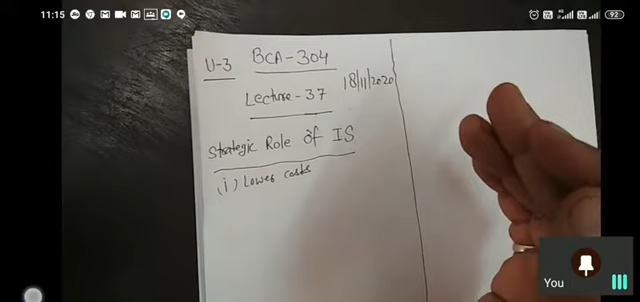 11:15
92
U-3 BCA-304
Lecture-37 18/11/2020
Strategic Role of IS
(i) Lower costs
You